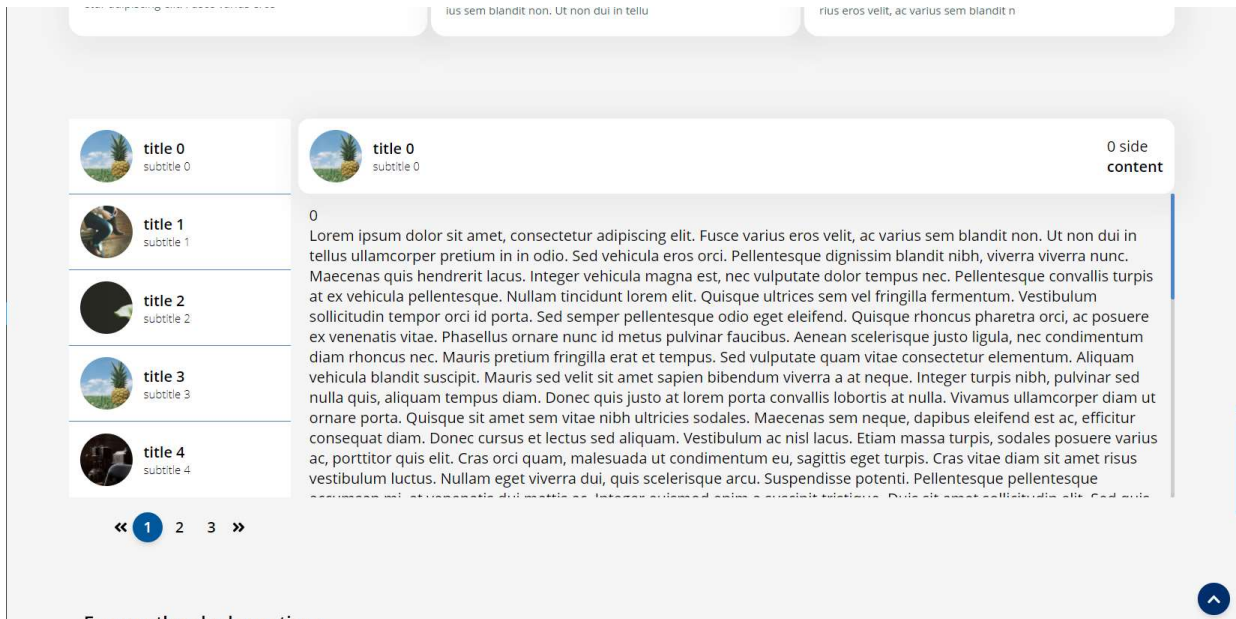 ius sem blandit non. Ut non dui in tellu
rius eros velit, ac varius sem blandit n
title 0
subtitle 0
title 1
subtitle 1
title 2
subtitle 2
title 3
subtitle 3
title 4
subtitle 4
« 1 2 3 »
title 0
subtitle 0
0 side
content
0
Lorem ipsum dolor sit amet, consectetur adipiscing elit. Fusce varius eros velit, ac varius sem blandit non. Ut non dui in
tellus ullamcorper pretium in in odio. Sed vehicula eros orci. Pellentesque dignissim blandit nibh, viverra viverra nunc.
Maecenas quis hendrerit lacus. Integer vehicula magna est, nec vulputate dolor tempus nec. Pellentesque convallis turpis
at ex vehicula pellentesque. Nullam tincidunt lorem elit. Quisque ultrices sem vel fringilla fermentum. Vestibulum
sollicitudin tempor orci id porta. Sed semper pellentesque odio eget eleifend. Quisque rhoncus pharetra orci, ac posuere
ex venenatis vitae. Phasellus ornare nunc id metus pulvinar faucibus. Aenean scelerisque justo ligula, nec condimentum
diam rhoncus nec. Mauris pretium fringilla erat et tempus. Sed vulputate quam vitae consectetur elementum. Aliquam
vehicula blandit suscipit. Mauris sed velit sit amet sapien bibendum viverra a at neque. Integer turpis nibh, pulvinar sed
nulla quis, aliquam tempus diam. Donec quis justo at lorem porta convallis lobortis at nulla. Vivamus ullamcorper diam ut
ornare porta. Quisque sit amet sem vitae nibh ultricies sodales. Maecenas sem neque, dapibus eleifend est ac, efficitur
consequat diam. Donec cursus et lectus sed aliquam. Vestibulum ac nisl lacus. Etiam massa turpis, sodales posuere varius
ac, porttitor quis elit. Cras orci quam, malesuada ut condimentum eu, sagittis eget turpis. Cras vitae diam sit amet risus
vestibulum luctus. Nullam eget viverra dui, quis scelerisque arcu. Suspendisse potenti. Pellentesque pellentesque